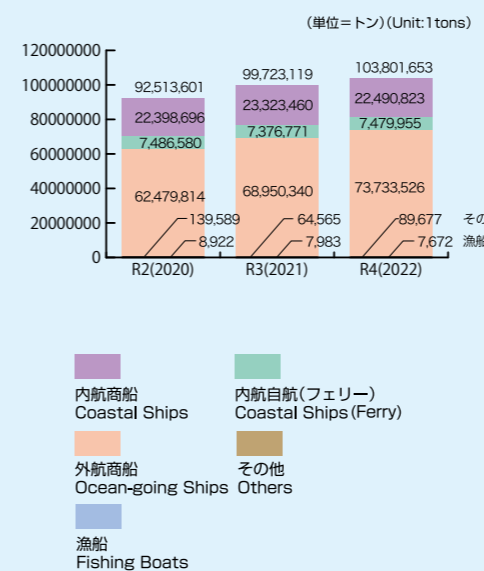 (単位=トン)(Unit:1tons)
120000000
100000000
80000000
60000000
40000000
20000000
0
92,513,601
22,398,696
7,486,580
62,479,814
139,589
8,922
99,723,119
23,323,460
7,376,771
68,950,340
64,565
7,983
103,801,653
22,490,823
7,479,955
73,733,526
89,677 その
7,672 漁船
R2(2020) R3(2021) R4(2022)
内航商船
Coastal Ships
内航自航(フェリー)
Coastal Ships(Ferry)
外航商船
Ocean-going Ships
その他
Others
漁船
Fishing Boats